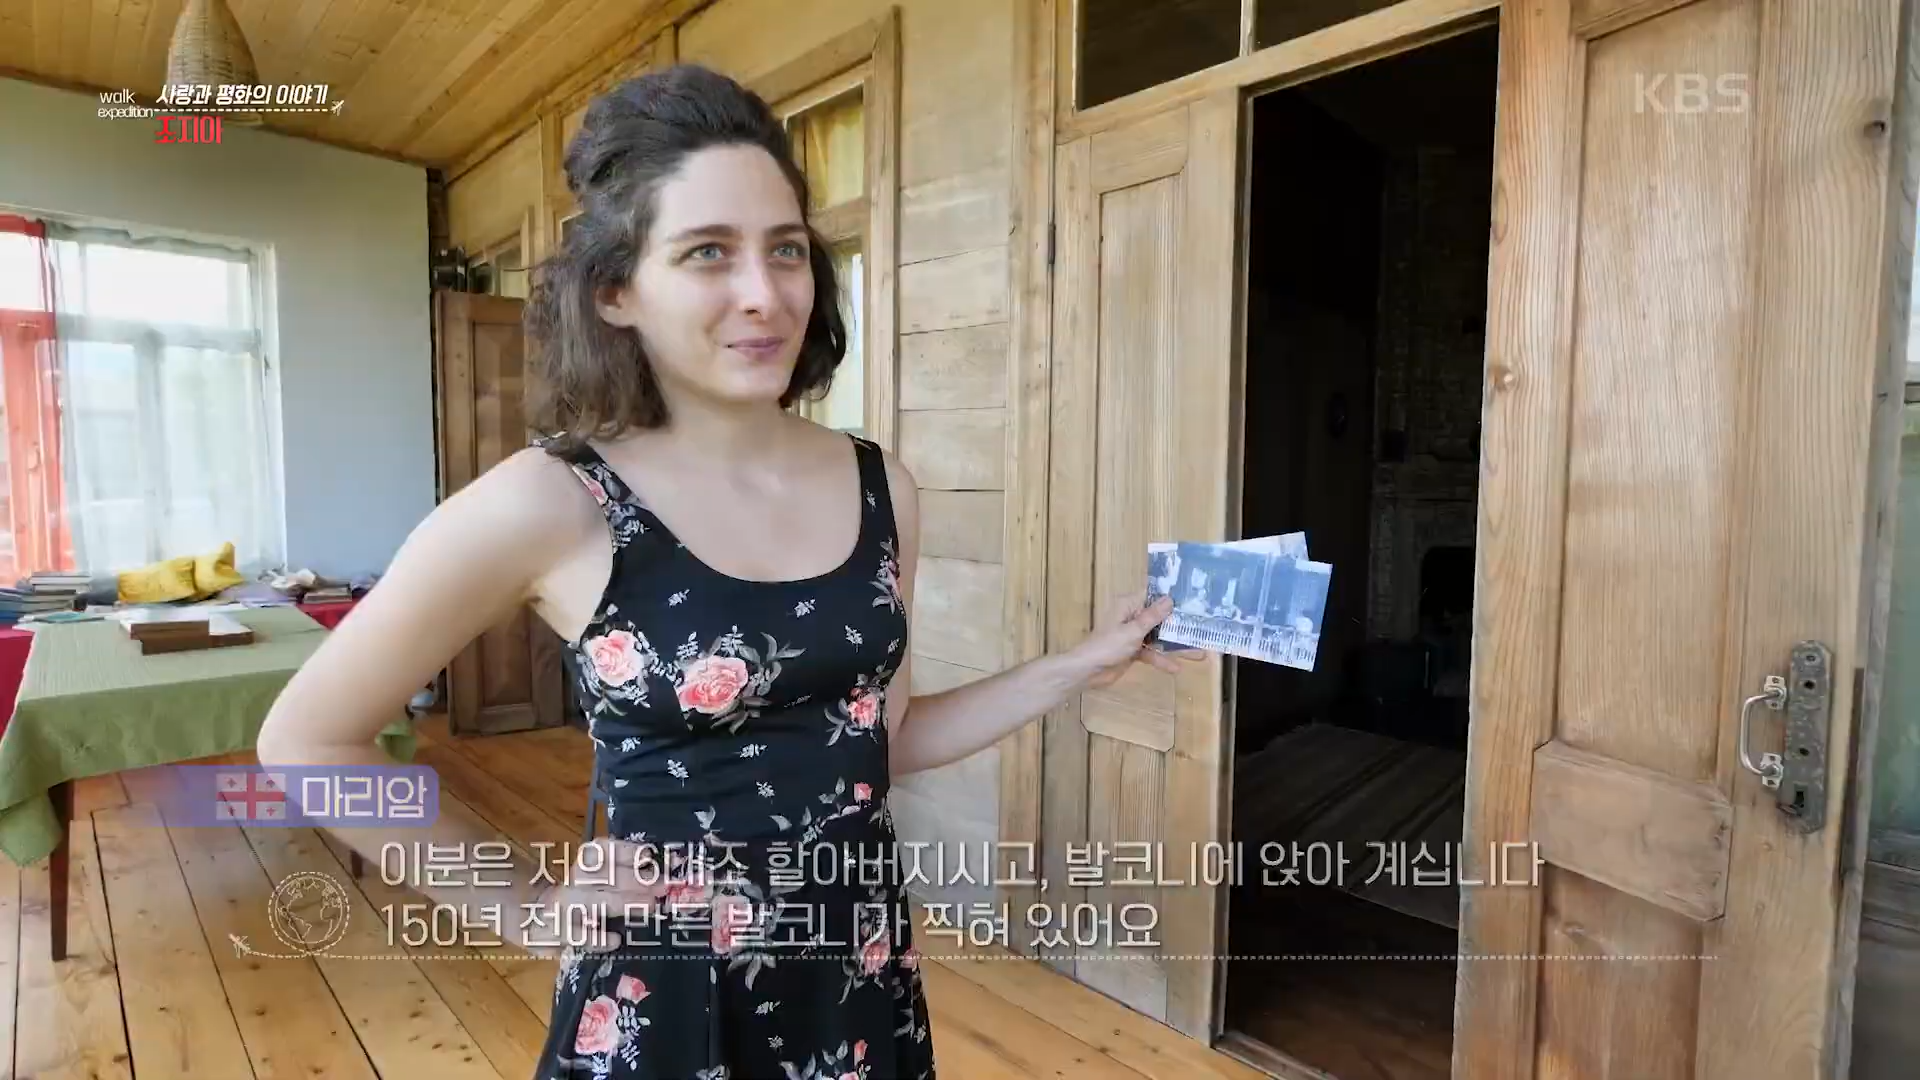 walk
expedition
사랑과 평화의 이야기
조지아
KBS
마리암
이분은 저의 6대조 할아버지시고, 발코니에 앉아 계십니다
150년 전에 만든 발코니가 찍혀 있어요